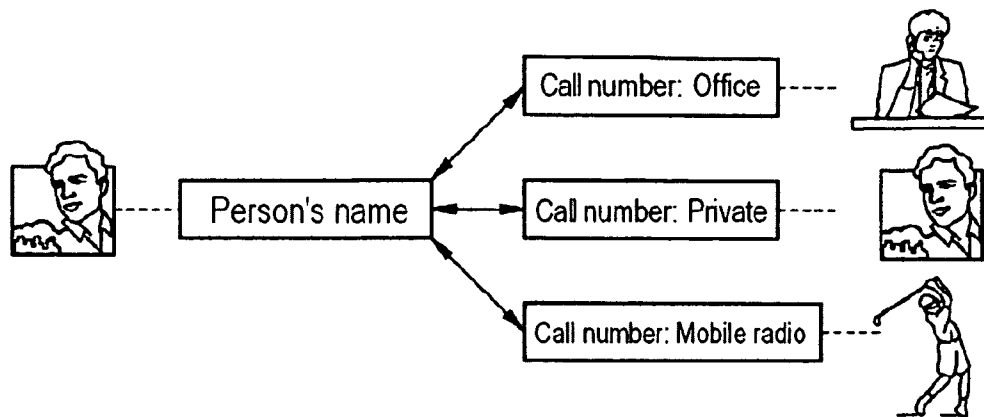 Call number: Office
Person's name
Call number: Private
Call number: Mobile radio